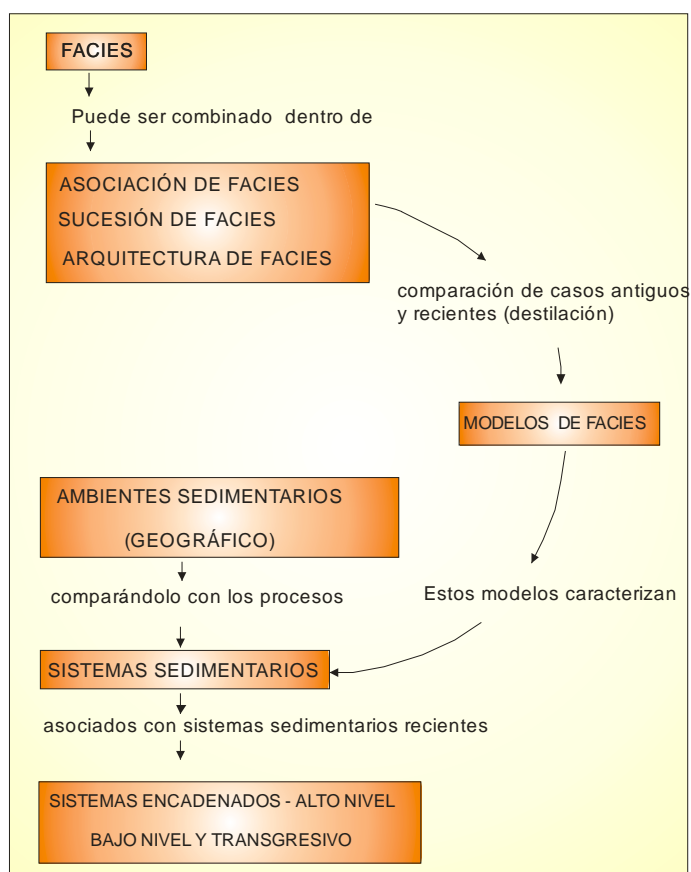 FACIES
Puede ser combinado dentro de
ASOCIACIÓN DE FACIES
SUCESIÓN DE FACIES
ARQUITECTURA DE FACIES
comparación de casos antiguos
y recientes (destilación)
MODELOS DE FACIES
Estos modelos caracterizan
AMBIENTES SEDIMENTARIOS
(GEOGRÁFICO)
comparándolo con los procesos
SISTEMAS SEDIMENTARIOS
asociados con sistemas sedimentarios recientes
SISTEMAS ENCADENADOS - ALTO NIVEL
BAJO NIVEL Y TRANSGRESIVO